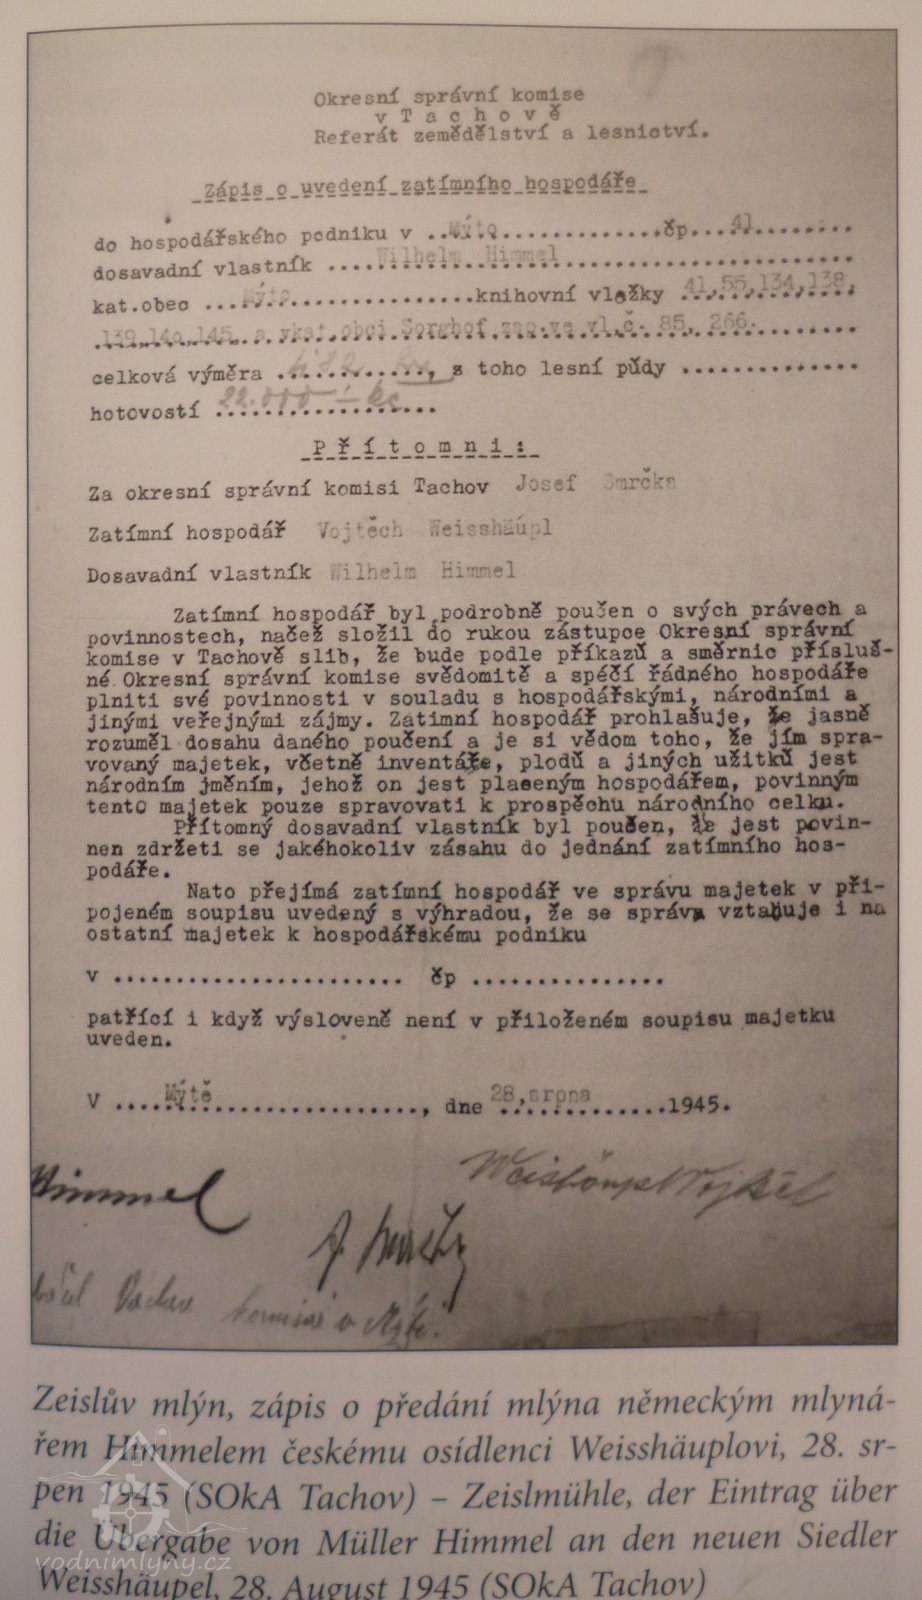 Okresní správní komise
v T a c h o v ě
Referát zemědělství a lesnictví.
Zápis o uvedení zatímního hospodáře
do hospodářského podniku v ...Mýto...............čp....41...........
dosavadní vlastník ......Wilhelm Himmel..............................
kat.obec ....Mýto..................knihovní vložky 41,55,134,138,
139,14o,145, a vkat.obci Sorghof zap.ve vl.č. 85, 266.
celková výměra ............, s toho lesní půdy ...............
hotovostí 22.000 - kč
P ř í t o m n i :
Za okresní správní komisi Tachov Josef Smrčka
Zatímní hospodář Vojtěch Weisshäúpl
Dosavadní vlastník Wilhelm Himmel
Zatímní hospodář byl podrobně poučen o svých právech a
povinnostech, načež složil do rukou zástupce Okresní správní
komise v Tachově slib, že bude podle příkazů a směrnic přísluš-
né Okresní správní komise svědomitě a spéčí řádného hospodáře
plniti své povinnosti v souladu s hospodářskými, národními a
jinými veřejnými zájmy. Zatimní hospodář prohlašuje, že jasně
rozuměl dosahu daného poučení a je si vědom toho, že jím spra-
vovaný majetek, včetně inventáře, plodů a jiných užitků jest
národním jměním, jehož on jest placeným hospodářem, povinným
tento majetek pouze spravovati k prospěchu národního celku.
Přítomný dosavadní vlastník byl poučen, že jest povin-
nen zdržeti se jakéhokoliv zásahu do jednání zatímního hos-
podáře.
Nato přejímá zatímní hospodář ve správu majetek v při-
pojeném soupisu uvedený s výhradou, že se správa vztahuje i na
ostatní majetek k hospodářskému podniku
v ........................ čp ................
patřící i když výsloveně není v přiloženém soupisu majetku
uveden.
V ....Mýtě................., dne 28,srpna..............1945.
Himmel
Vojtěch
Václav komisař v Mýtě.
Zeislův mlýn, zápis o předání mlýna německým mlyná-
řem Himmelem českému osídlenci Weisshäuplovi, 28. sr-
pen 1945 (SOkA Tachov) – Zeislmühle, der Eintrag über
die Übergabe von Müller Himmel an den neuen Siedler
Weisshäupel, 28. August 1945 (SOkA Tachov)
vodnimlyny.cz